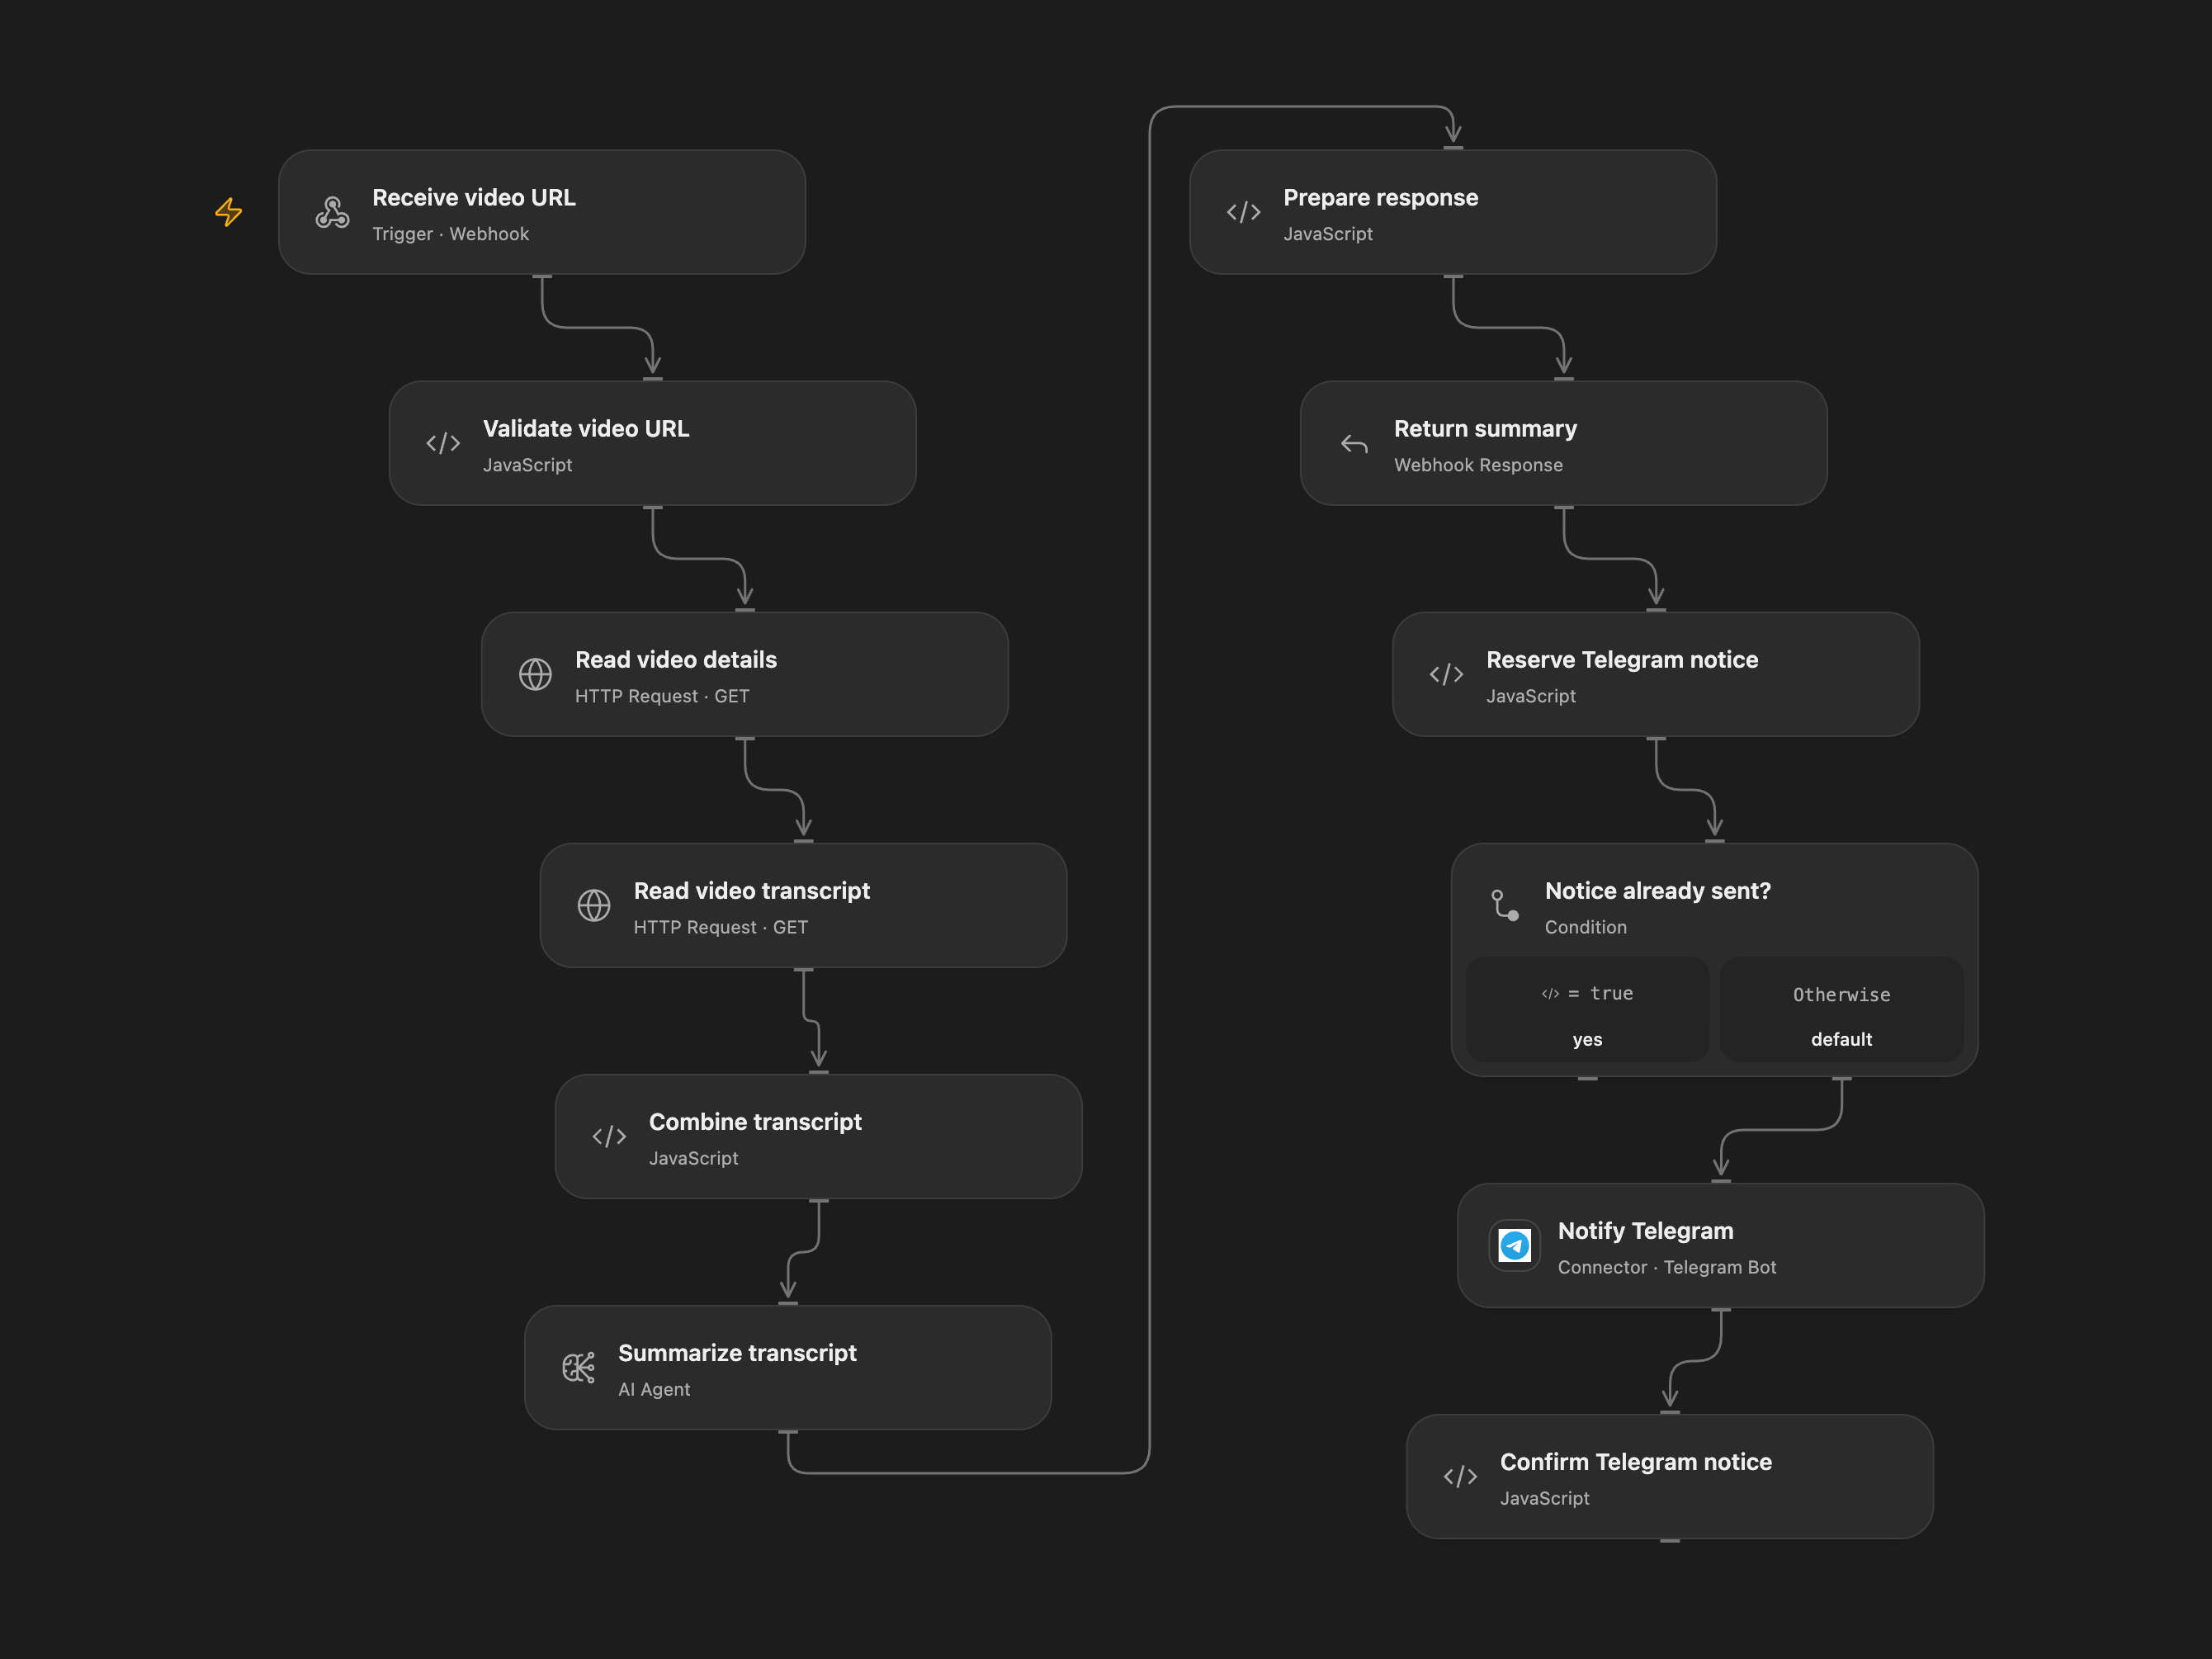 Receive video URL
Trigger · Webhook
Validate video URL
JavaScript
Read video details
HTTP Request · GET
Read video transcript
HTTP Request · GET
Combine transcript
JavaScript
Summarize transcript
AI Agent
Prepare response
JavaScript
Return summary
Webhook Response
Reserve Telegram notice
JavaScript
Notice already sent?
Condition
</> = true
yes
Otherwise
default
Notify Telegram
Connector · Telegram Bot
Confirm Telegram notice
JavaScript